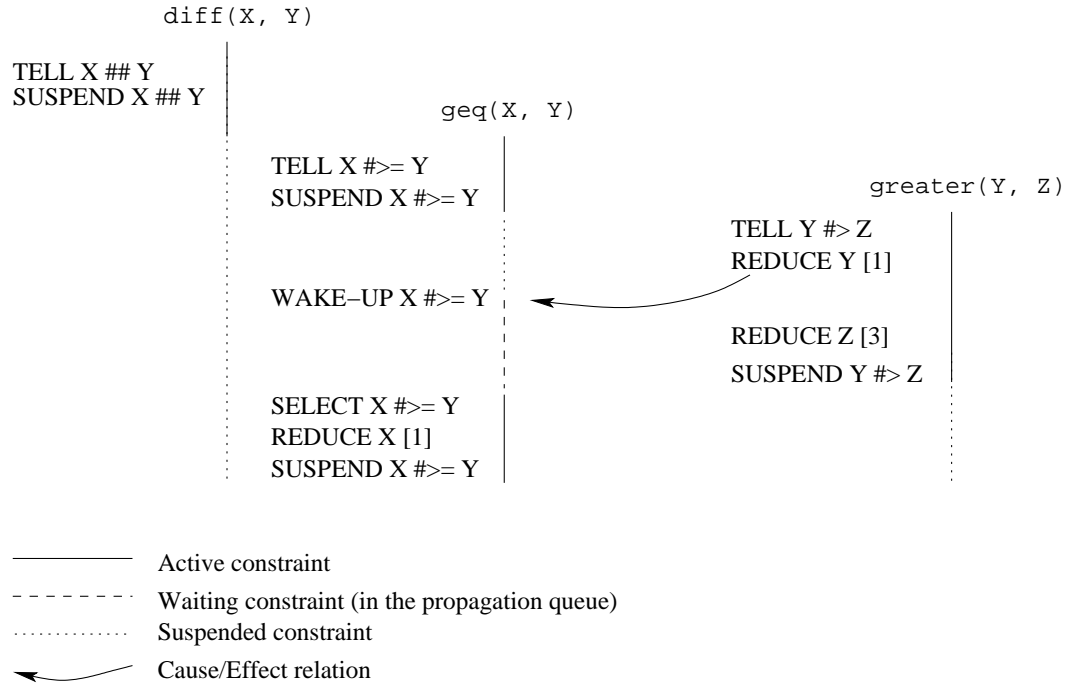 diff(X, Y)
TELL X ## Y
SUSPEND X ## Y
geq(X, Y)
TELL X #>= Y
SUSPEND X #>= Y
greater(Y, Z)
TELL Y #> Z
REDUCE Y [1]
WAKE−UP X #>= Y
REDUCE Z [3]
SUSPEND Y #> Z
SELECT X #>= Y
REDUCE X [1]
SUSPEND X #>= Y
Active constraint
Waiting constraint (in the propagation queue)
Suspended constraint
Cause/Effect relation